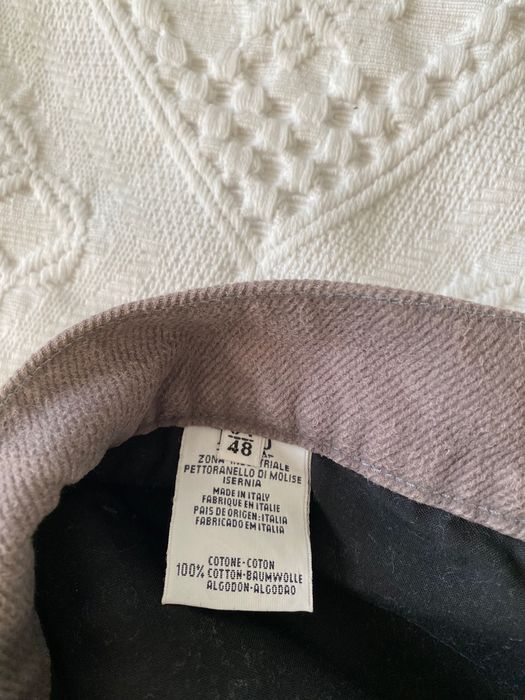 48
ZONA INDUSTRIALE
PETTORANELLO DI MOLISE
ISERNIA
MADE IN ITALY
FABRIQUE EN ITALIE
PAIS DE ORIGEN:ITALIA
FABRICADO EM ITALIA
COTONE-COTON
100% COTTON-BAUMWOLLE
ALGODON-ALGODAO